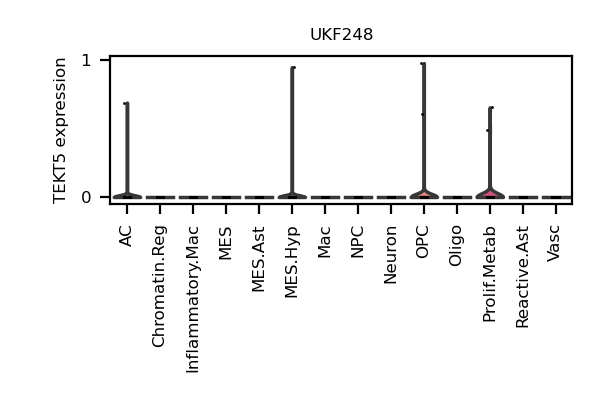 UKF248
TEKT5 expression
1
0
AC
Chromatin.Reg
Inflammatory.Mac
MES
MES.Ast
MES.Hyp
Mac
NPC
Neuron
OPC
Oligo
Prolif.Metab
Reactive.Ast
Vasc